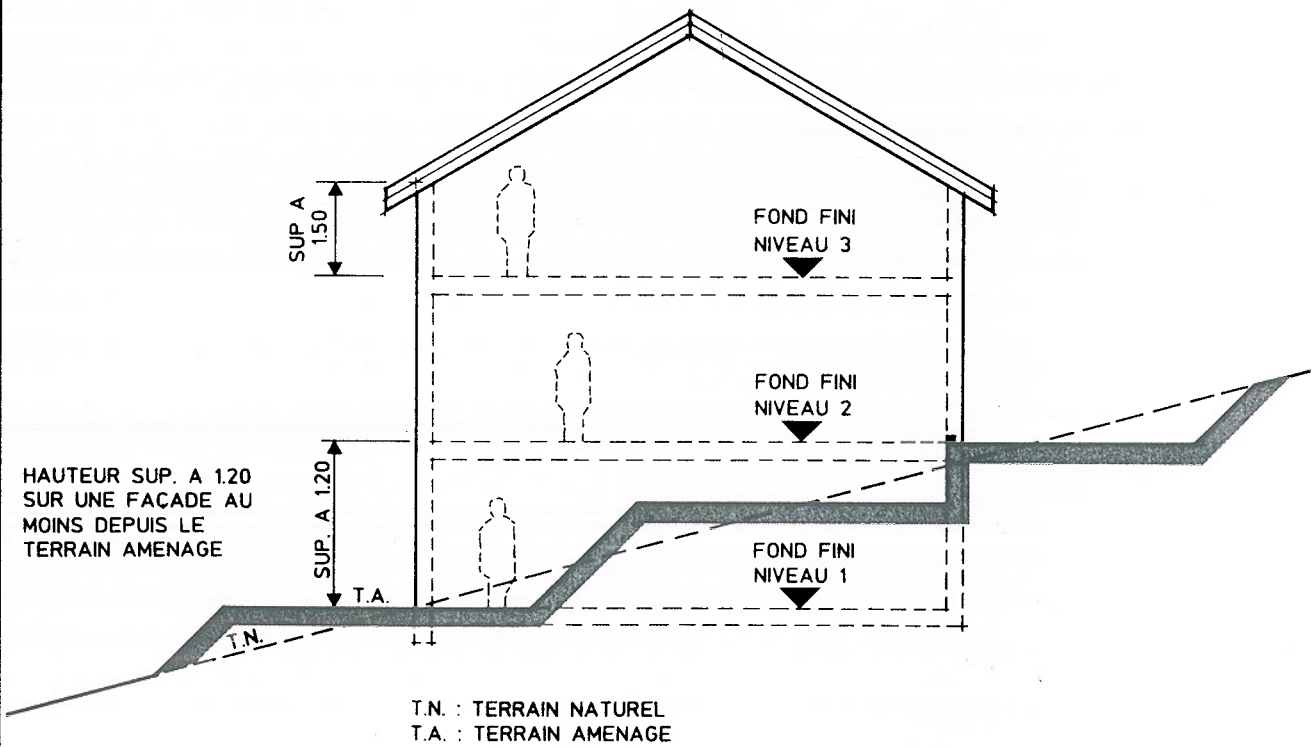 SUP A
1.50
FOND FINI
NIVEAU 3
FOND FINI
NIVEAU 2
HAUTEUR SUP. A 1.20
SUR UNE FAÇADE AU
MOINS DEPUIS LE
TERRAIN AMENAGE
SUP. A 1.20
FOND FINI
NIVEAU 1
T.A.
T.N.
T.N. : TERRAIN NATUREL
T.A. : TERRAIN AMENAGE